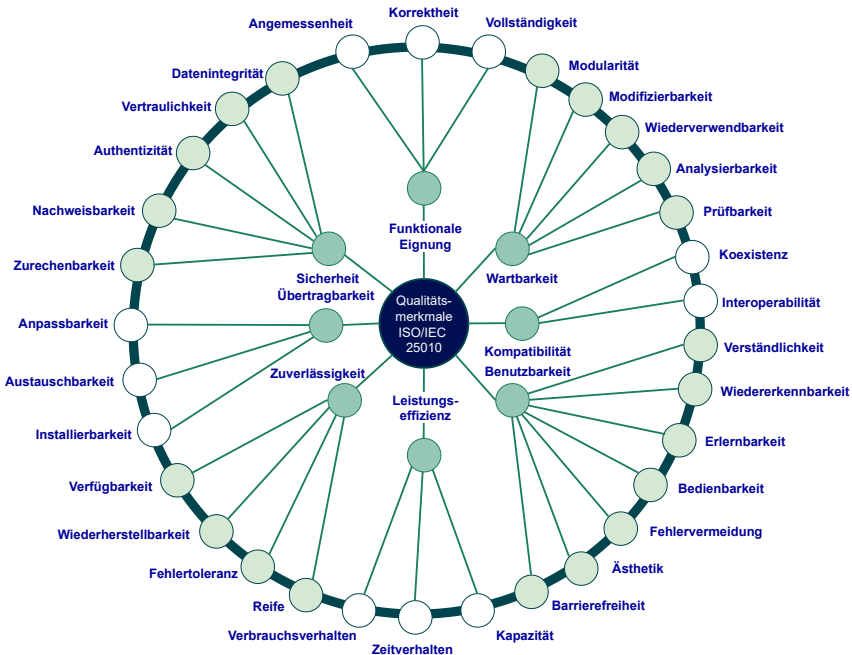 Korrektheit
Angemessenheit
Vollständigkeit
Datenintegrität
Modularität
Vertraulichkeit
Modifizierbarkeit
Authentizität
Wiederverwendbarkeit
Analysierbarkeit
Nachweisbarkeit
Prüfbarkeit
Funktionale
Eignung
Zurechenbarkeit
Koexistenz
Sicherheit
Wartbarkeit
Übertragbarkeit
Qualitäts-
merkmale
ISO/IEC
25010
Interoperabilität
Anpassbarkeit
Kompatibilität
Verständlichkeit
Zuverlässigkeit
Benutzbarkeit
Austauschbarkeit
Leistungs-
effizienz
Wiedererkennbarkeit
Installierbarkeit
Erlernbarkeit
Verfügbarkeit
Bedienbarkeit
Wiederherstellbarkeit
Fehlervermeidung
Fehlertoleranz
Ästhetik
Reife
Barrierefreiheit
Verbrauchsverhalten
Kapazität
Zeitverhalten